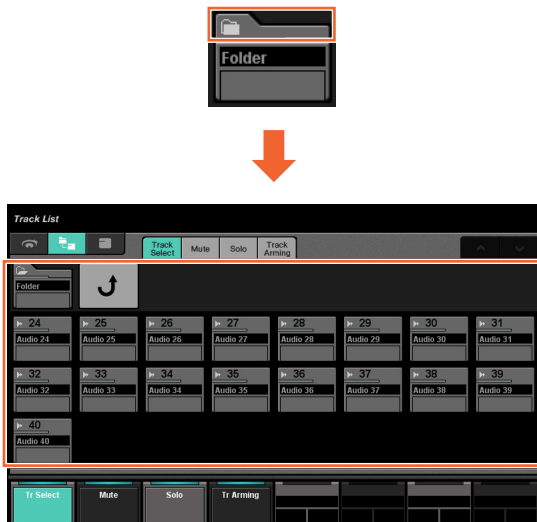 Folder
Track List
Track Select Mute Solo Track Arming
Folder
24 25 26 27 28 29 30 31
Audio 24 Audio 25 Audio 26 Audio 27 Audio 28 Audio 29 Audio 30 Audio 31
32 33 34 35 36 37 38 39
Audio 32 Audio 33 Audio 34 Audio 35 Audio 36 Audio 37 Audio 38 Audio 39
40
Audio 40
Tr Select Mute Solo Tr Arming